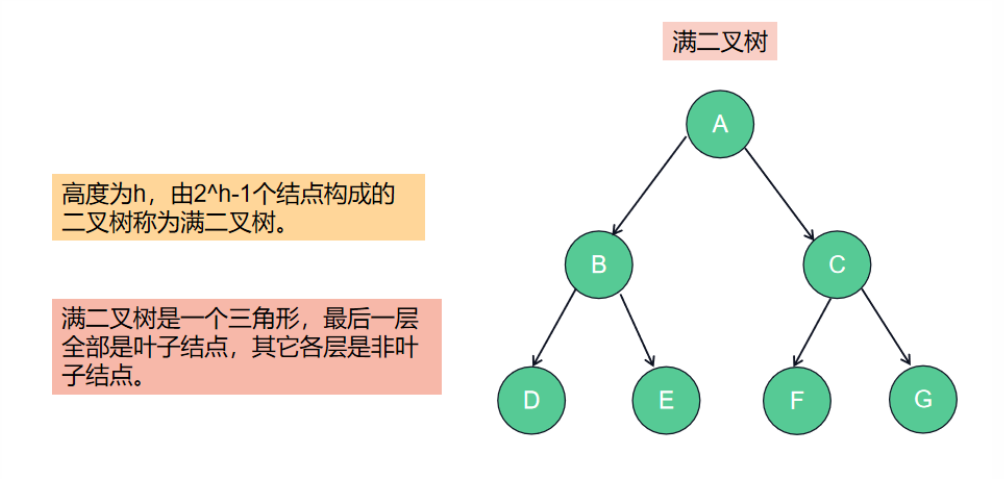 满二叉树
A
高度为h，由2^h-1个结点构成的
二叉树称为满二叉树。
B
C
满二叉树是一个三角形，最后一层
全部是叶子结点，其它各层是非叶
子结点。
D
E
F
G